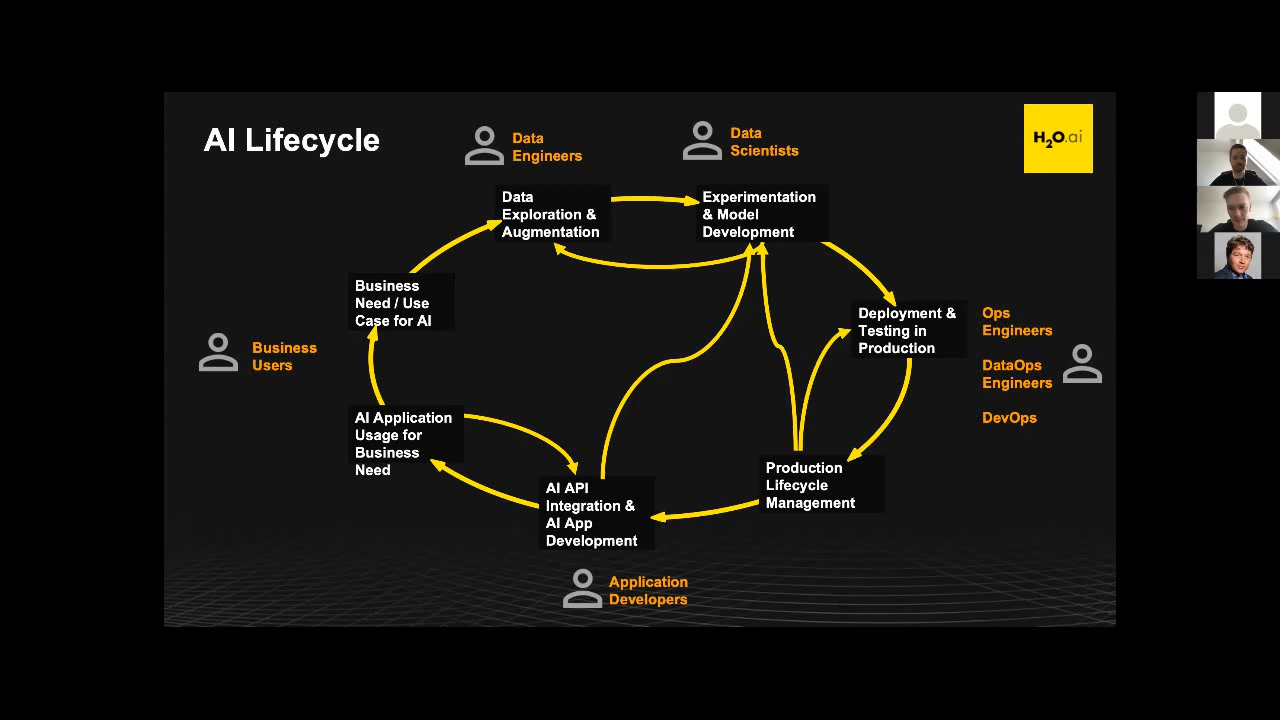 AI Lifecycle
Data
Engineers
Data
Scientists
H2O.ai
Data
Exploration &
Augmentation
Experimentation
& Model
Development
Business
Need / Use
Case for AI
Deployment &
Testing in
Production
Ops
Engineers
DataOps
Engineers
DevOps
Business
Users
AI Application
Usage for
Business
Need
Production
Lifecycle
Management
AI API
Integration &
AI App
Development
Application
Developers